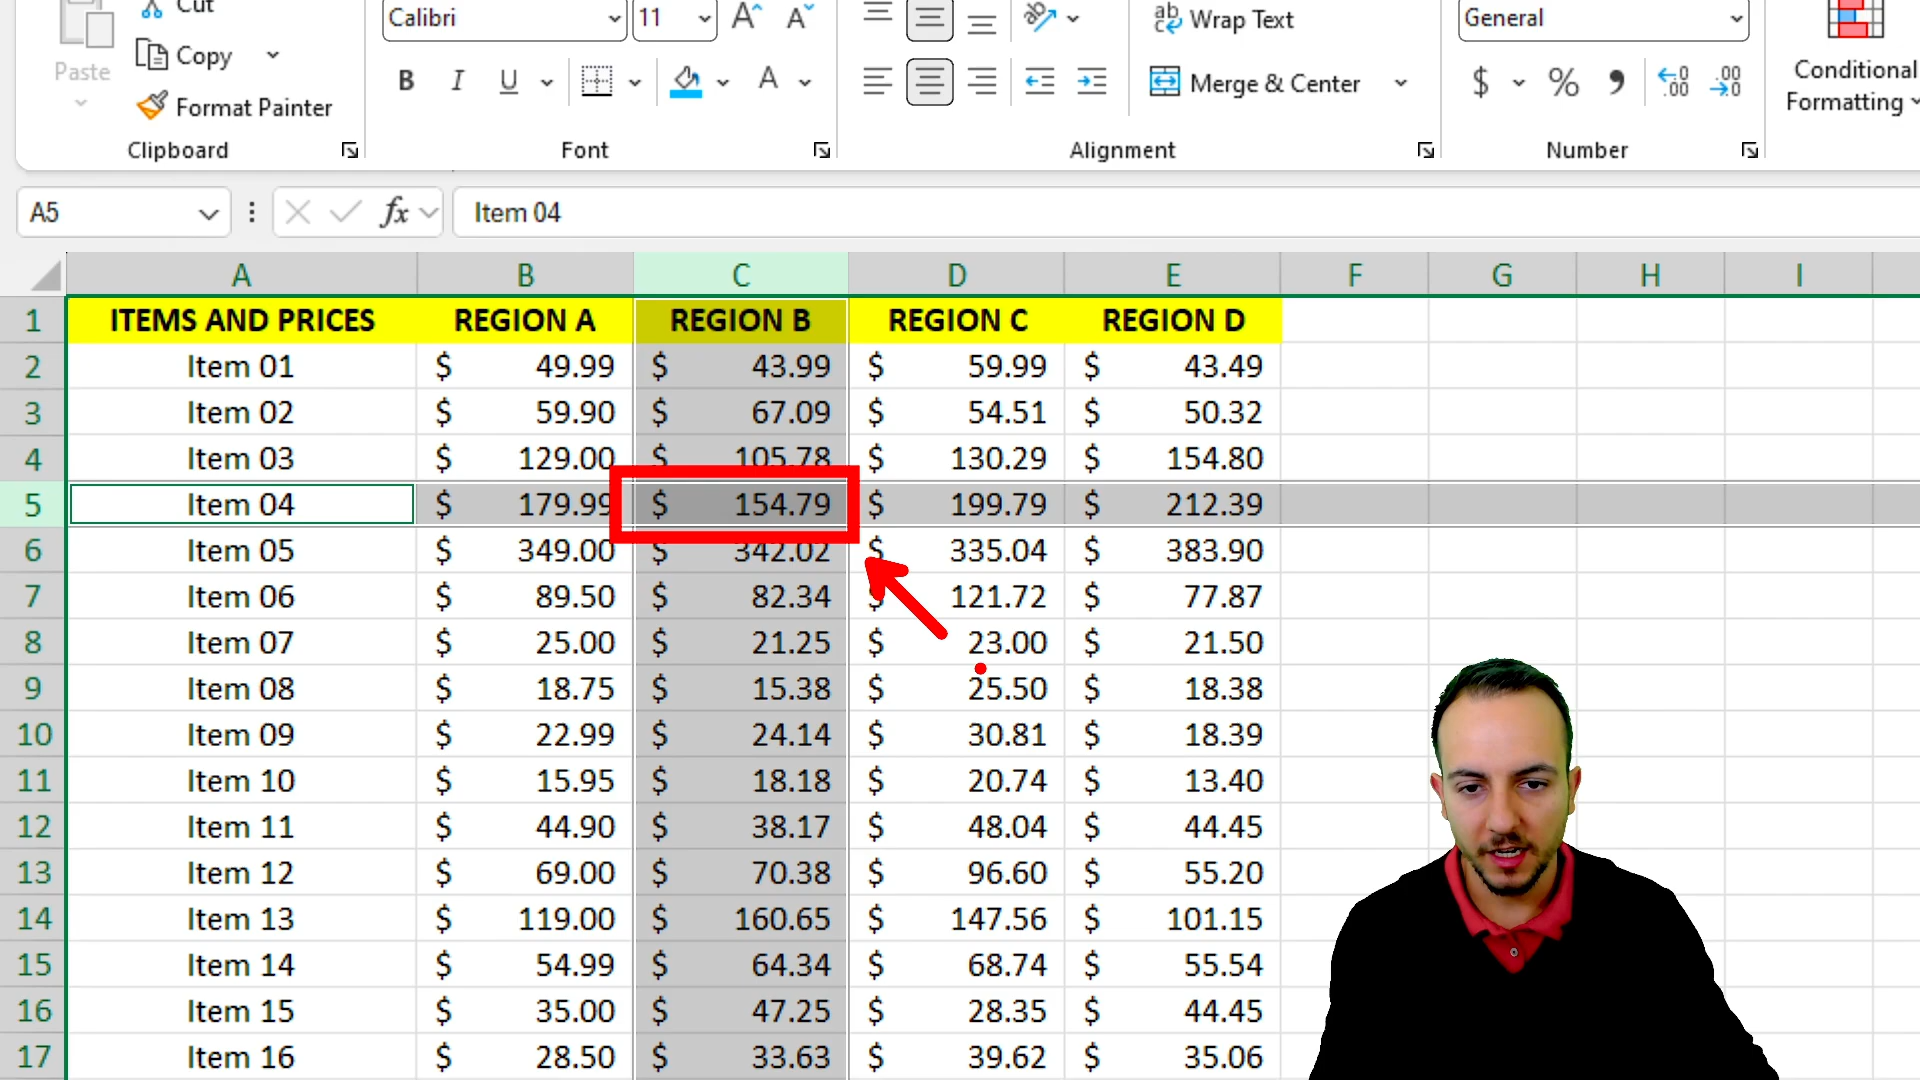 Cut
Copy
Paste
Format Painter
Clipboard
Calibri 11 A A
B I U A
Font
ab Wrap Text
Merge & Center
Alignment
General
$ % 9 0 .00 .00 0
Number
Conditional
Formatting
A5 fx Item 04
A B C D E F G H I
1 ITEMS AND PRICES REGION A REGION B REGION C REGION D
2 Item 01 $ 49.99 $ 43.99 $ 59.99 $ 43.49
3 Item 02 $ 59.90 $ 67.09 $ 54.51 $ 50.32
4 Item 03 $ 129.00 $ 105.78 $ 130.29 $ 154.80
5 Item 04 $ 179.99 $ 154.79 $ 199.79 $ 212.39
6 Item 05 $ 349.00 $ 342.02 $ 335.04 $ 383.90
7 Item 06 $ 89.50 $ 82.34 $ 121.72 $ 77.87
8 Item 07 $ 25.00 $ 21.25 $ 23.00 $ 21.50
9 Item 08 $ 18.75 $ 15.38 $ 25.50 $ 18.38
10 Item 09 $ 22.99 $ 24.14 $ 30.81 $ 18.39
11 Item 10 $ 15.95 $ 18.18 $ 20.74 $ 13.40
12 Item 11 $ 44.90 $ 38.17 $ 48.04 $ 44.45
13 Item 12 $ 69.00 $ 70.38 $ 96.60 $ 55.20
14 Item 13 $ 119.00 $ 160.65 $ 147.56 $ 101.15
15 Item 14 $ 54.99 $ 64.34 $ 68.74 $ 55.54
16 Item 15 $ 35.00 $ 47.25 $ 28.35 $ 44.45
17 Item 16 $ 28.50 $ 33.63 $ 39.62 $ 35.06